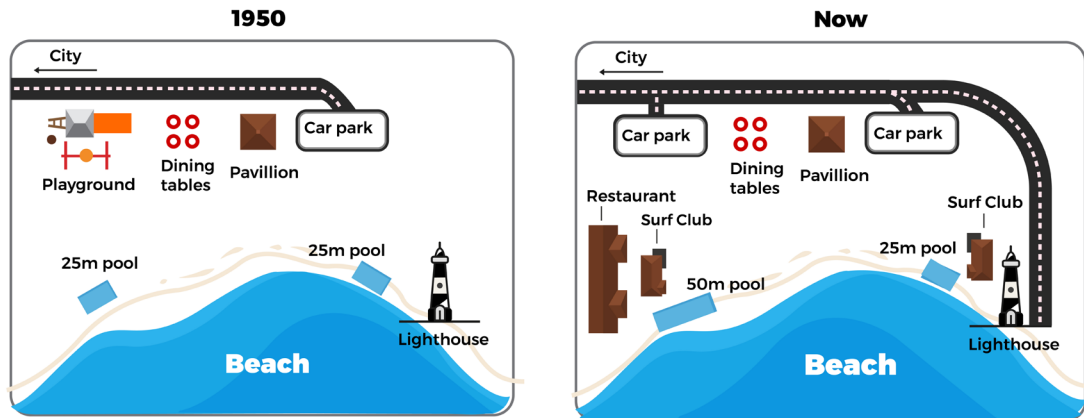 1950
City
Car park
Playground
Dining
tables
Pavillion
25m pool
25m pool
Lighthouse
Beach
Now
City
Car park
Car park
Dining
tables
Pavillion
Restaurant
Surf Club
Surf Club
25m pool
50m pool
Lighthouse
Beach